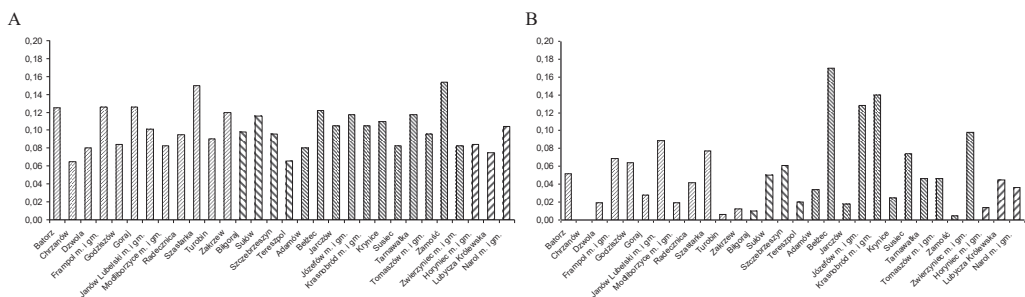 A
0,20
0,18
0,16
0,14
0,12
0,10
0,08
0,06
0,04
0,02
0,00
Batorz
Chrzanów
Dzwola
Frampol m. i gm.
Godziszów
Goraj
Janów Lubelski m. i gm.
Modliborzyce m. i gm.
Radecznica
Szastarka
Turobin
Zakrzew
Biłgoraj
Sułów
Szczebrzeszyn
Tereszpol
Adamów
Bełżec
Jarczów
Józefów m. i gm.
Krasnobród m. i gm.
Krynice
Susiec
Tarnawałka
Tomaszów m. i gm.
Zamość
Zwierzyniec m. i gm.
Horyniec m. i gm.
Lubycza Królewska
Narol m. i gm.
B
0,20
0,18
0,16
0,14
0,12
0,10
0,08
0,06
0,04
0,02
0,00
Batorz
Chrzanów
Dzwola
Frampol m. i gm.
Godziszów
Goraj
Janów Lubelski m. i gm.
Modliborzyce m. i gm.
Radecznica
Szastarka
Turobin
Zakrzew
Biłgoraj
Sułów
Szczebrzeszyn
Tereszpol
Adamów
Bełżec
Jarczów
Józefów m. i gm.
Krasnobród m. i gm.
Krynice
Susiec
Tarnawałka
Tomaszów m. i gm.
Zamość
Zwierzyniec m. i gm.
Horyniec m. i gm.
Lubycza Królewska
Narol m. i gm.